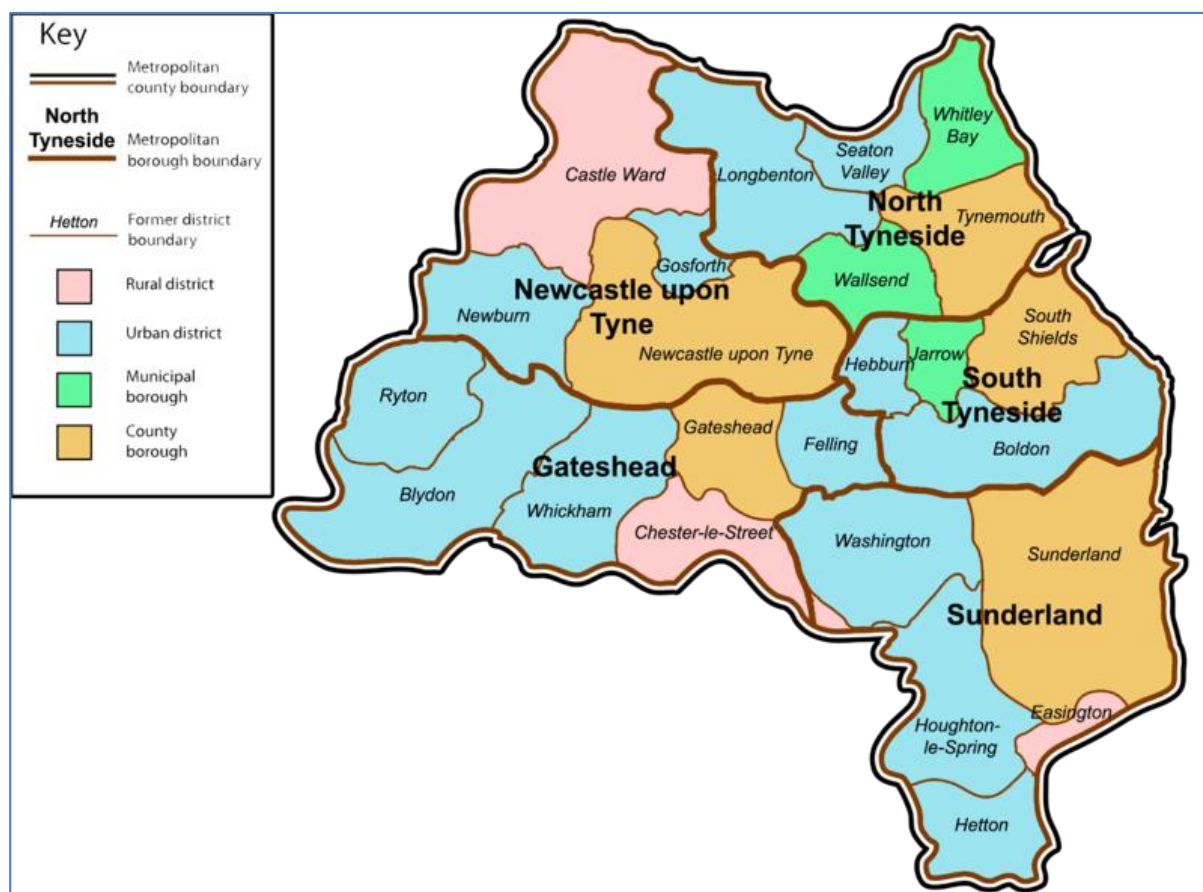 Key
Metropolitan
county boundary
North
Tyneside
Metropolitan
borough boundary
Hetton
Former district
boundary
Rural district
Urban district
Municipal
borough
County
borough
Whitley
Bay
Seaton
Valley
Castle Ward
Longbenton
North
Tyneside
Tynemouth
Gosforth
Wallsend
Newcastle upon
Tyne
Newburn
Newcastle upon Tyne
South
Shields
Hebburn
Jarrow
South
Tyneside
Ryton
Gateshead
Felling
Boldon
Gateshead
Blydon
Whickham
Chester-le-Street
Washington
Sunderland
Sunderland
Easington
Houghton-
le-Spring
Hetton